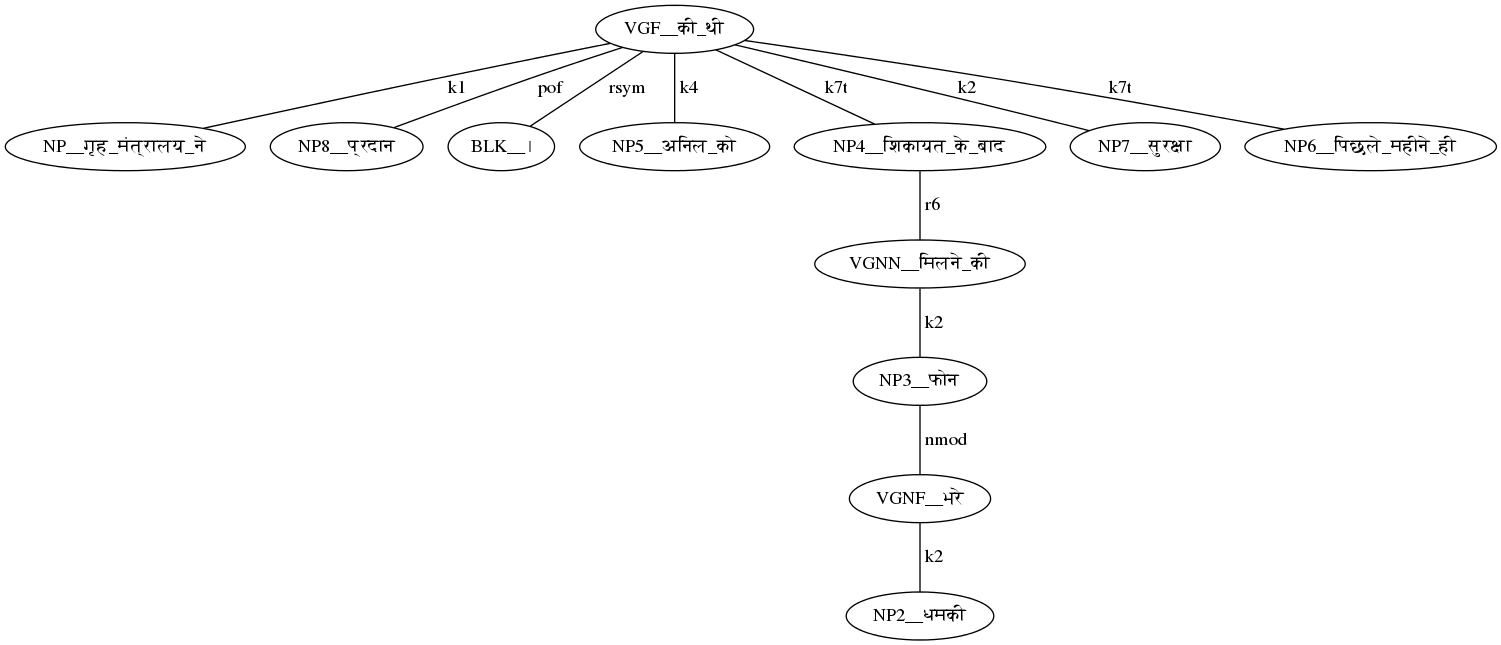 VGF__की_थी
k1 pof rsym k4 k7t k2 k7t
NP__गृह_मंत्रालय_ने NP8__प्रदान BLK__। NP5__अनिल_को NP4__शिकायत_के_बाद NP7__सुरक्षा NP6__पिछले_महीने_ही
r6
VGNN__मिलने_की
k2
NP3__फोन
nmod
VGNF__भरे
k2
NP2__धमकी